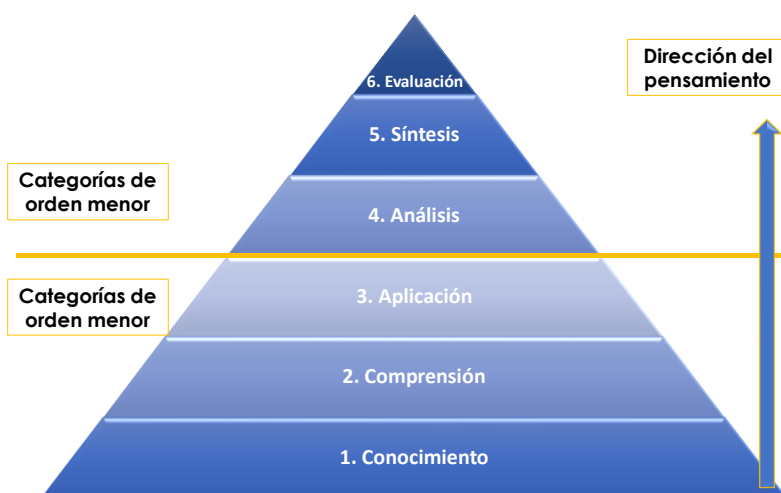 Dirección del
pensamiento
6. Evaluación
5. Síntesis
Categorías de
orden menor
4. Análisis
Categorías de
orden menor
3. Aplicación
2. Comprensión
1. Conocimiento